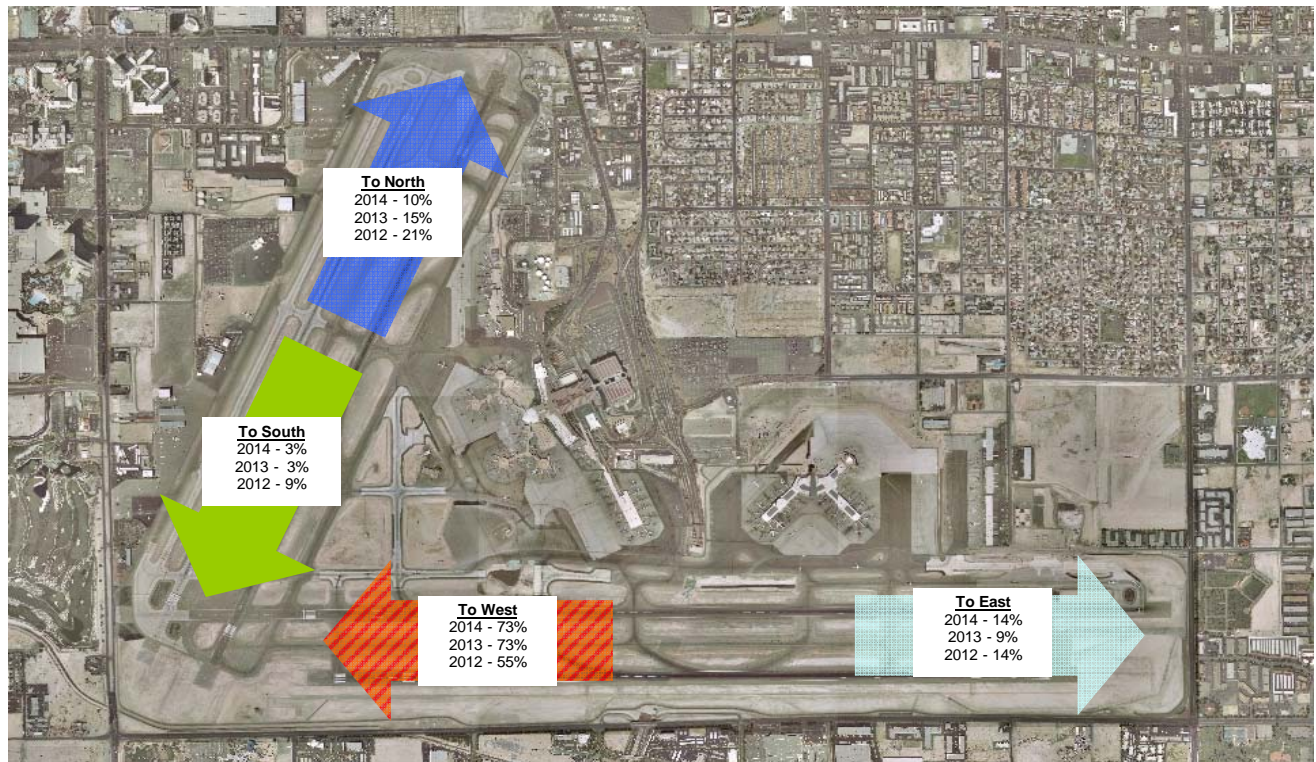 To North
2014 - 10%
2013 - 15%
2012 - 21%
To South
2014 - 3%
2013 - 3%
2012 - 9%
To West
2014 - 73%
2013 - 73%
2012 - 55%
To East
2014 - 14%
2013 - 9%
2012 - 14%